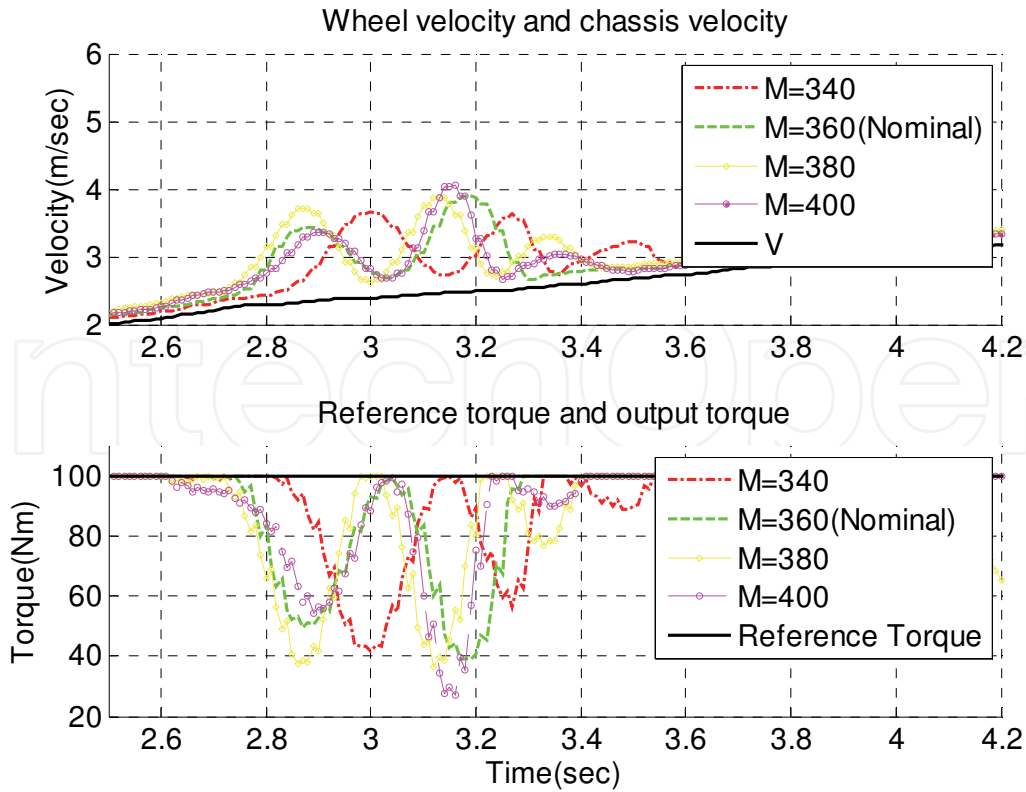 Wheel velocity and chassis velocity
6
5
4
3
2
Velocity(m/sec)
M=340
M=360(Nominal)
M=380
M=400
V
2.6 2.8 3 3.2 3.4 3.6 3.8 4 4.2
ntechOpen
Reference torque and output torque
100
80
60
40
20
Torque(Nm)
M=340
M=360(Nominal)
M=380
M=400
Reference Torque
2.6 2.8 3 3.2 3.4 3.6 3.8 4 4.2
Time(sec)